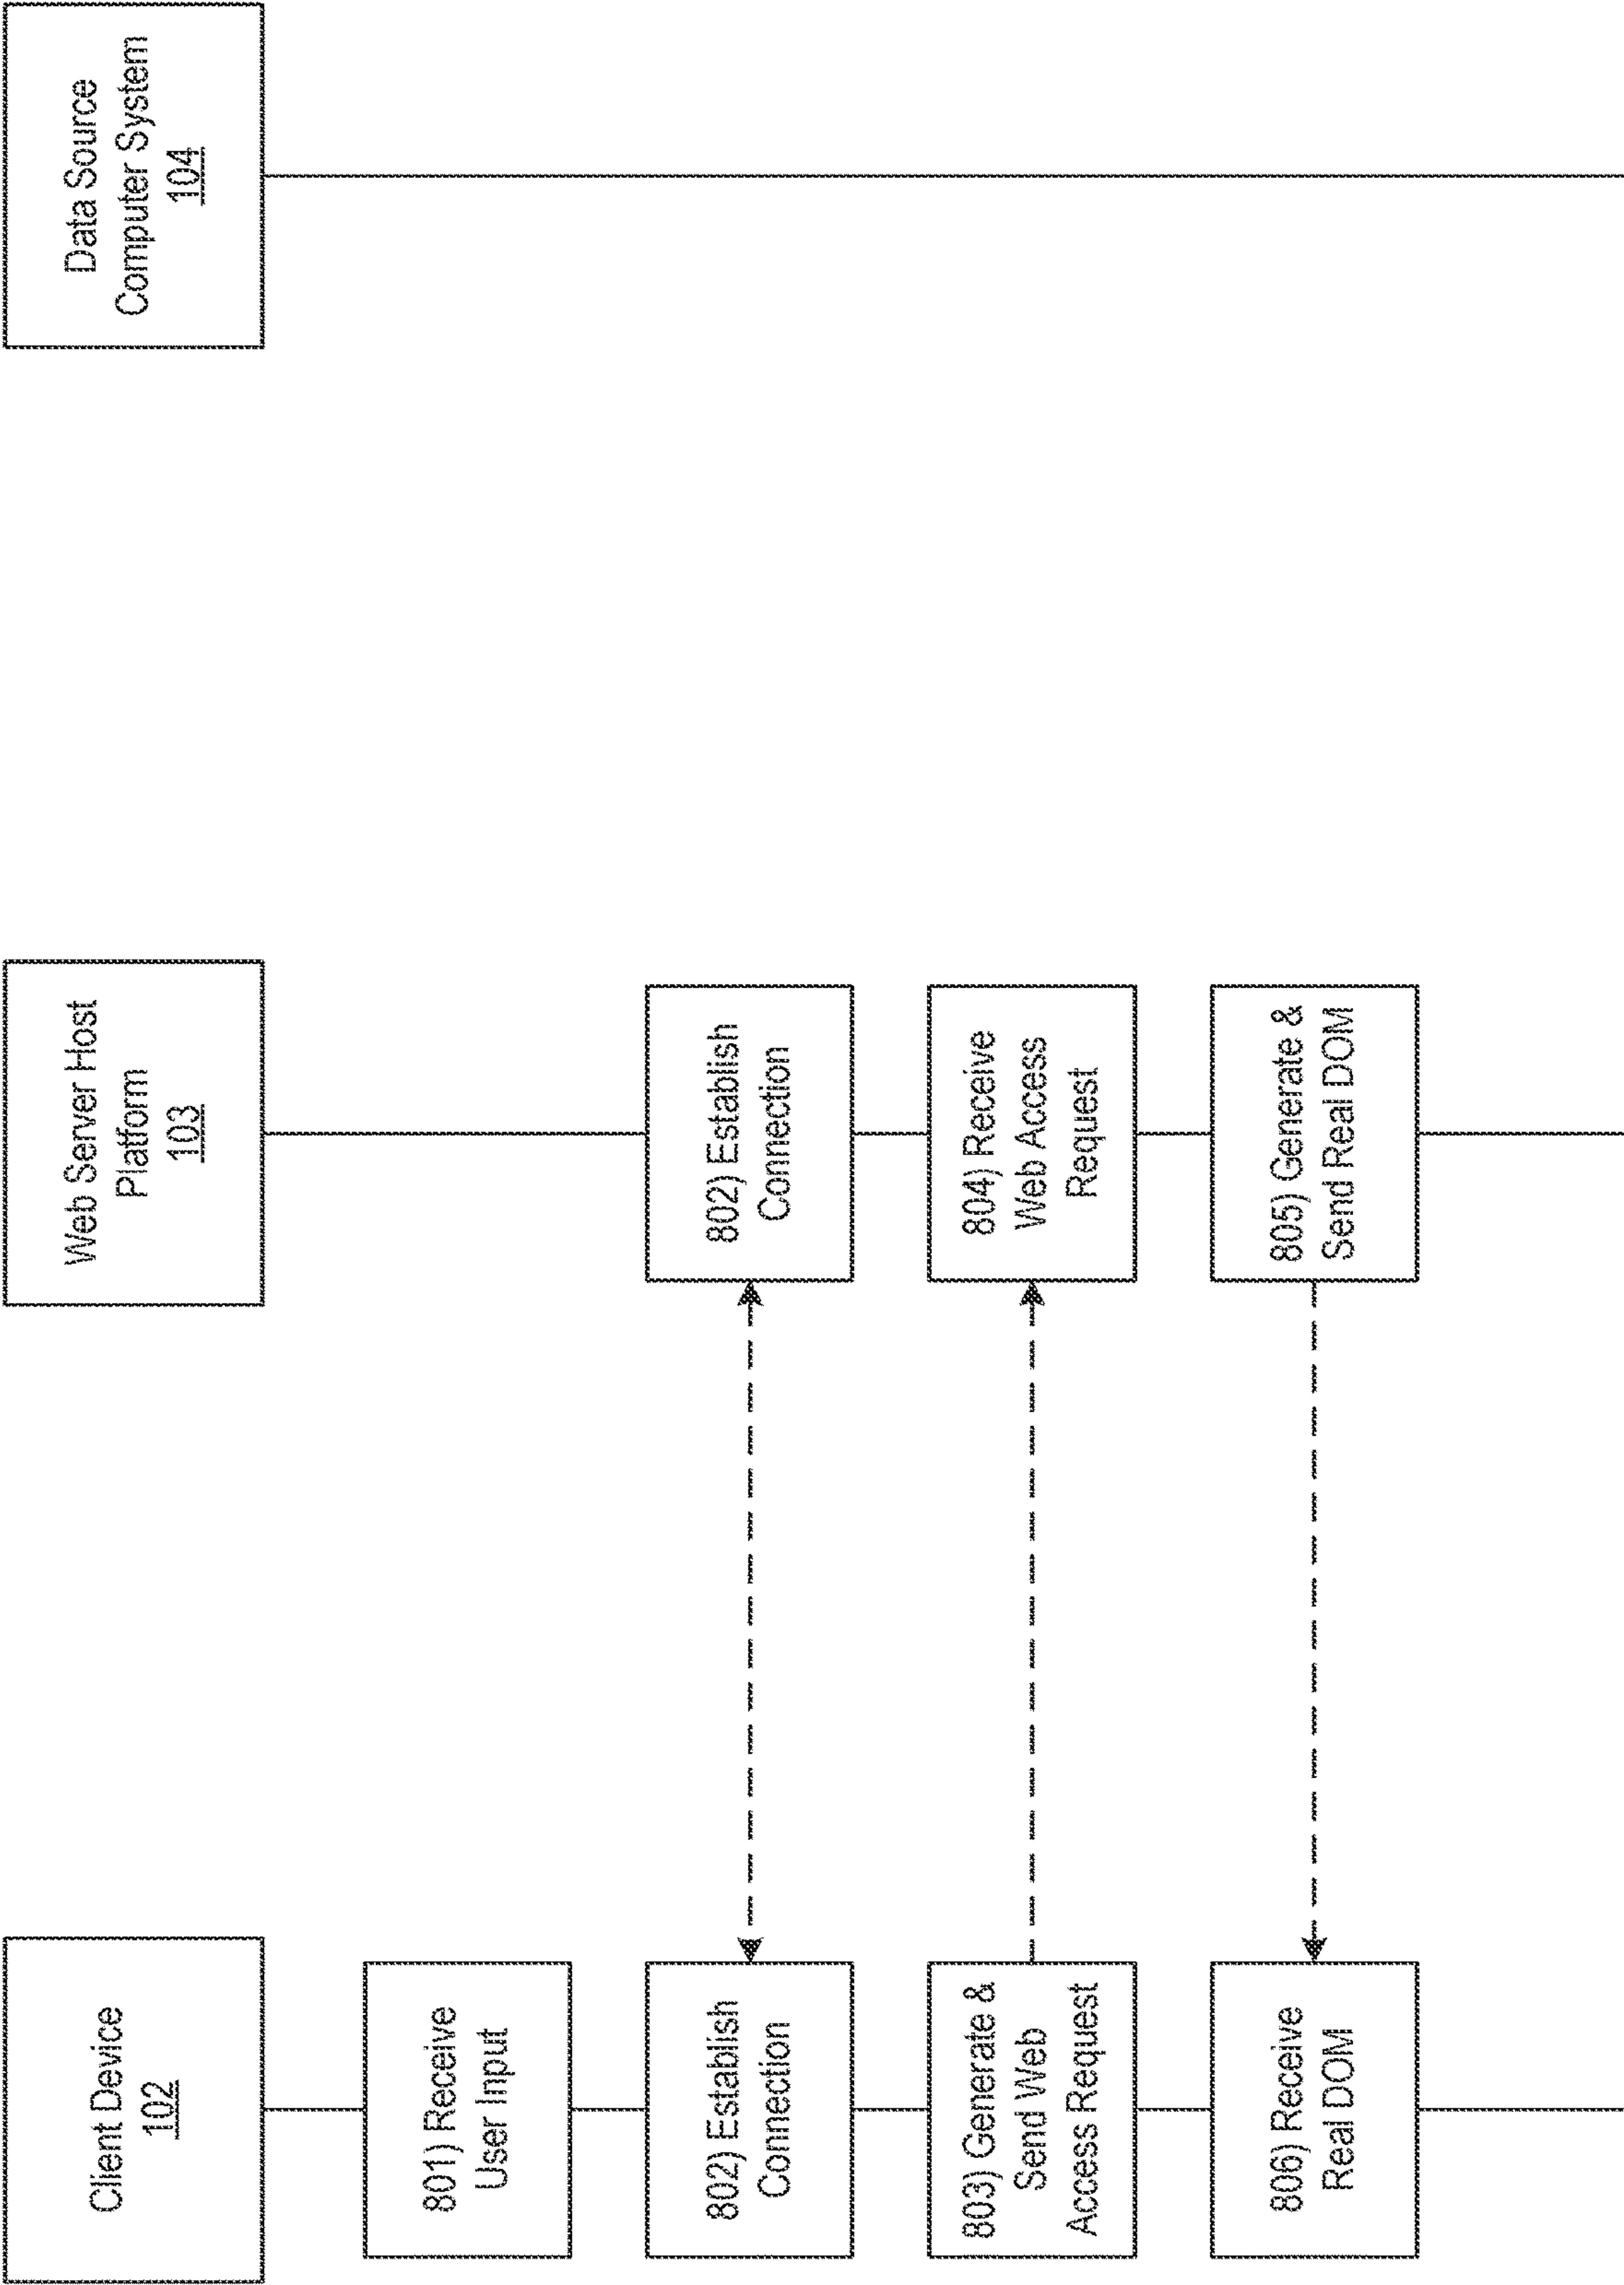 Client Device
102
Web Server Host
Platform
103
Data Source
Computer System
104
801) Receive
User Input
802) Establish
Connection
802) Establish
Connection
803) Generate &
Send Web
Access Request
804) Receive
Web Access
Request
806) Receive
Real DOM
805) Generate &
Send Real DOM